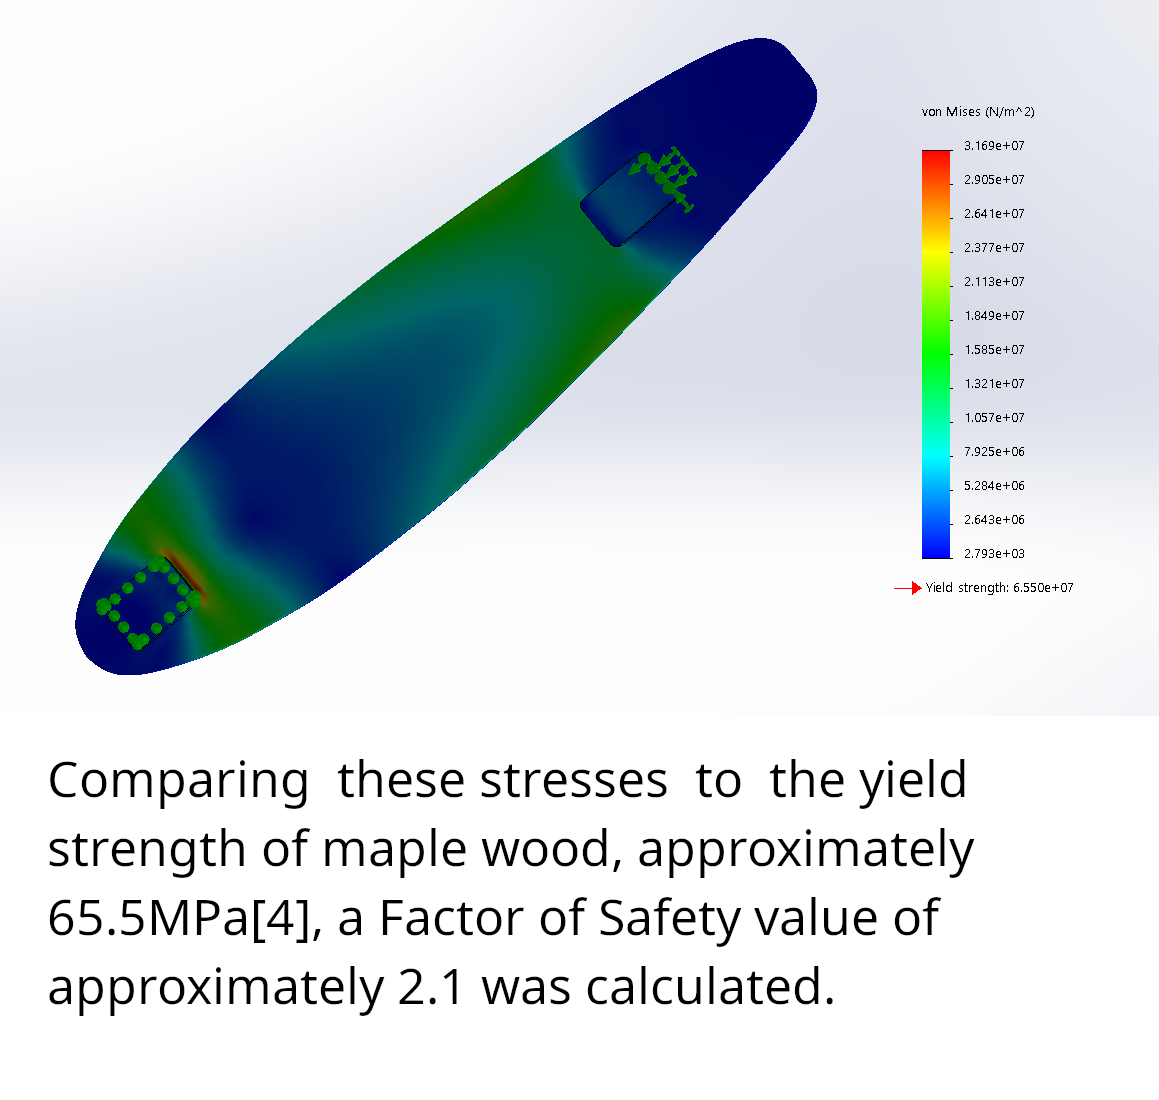 von Mises (N/m^2)
3.169e+07
2.905e+07
2.641e+07
2.377e+07
2.113e+07
1.849e+07
1.585e+07
1.321e+07
1.057e+07
7.925e+06
5.284e+06
2.643e+06
2.793e+03
Yield strength: 6.550e+07
Comparing these stresses to the yield
strength of maple wood, approximately
65.5MPa[4], a Factor of Safety value of
approximately 2.1 was calculated.